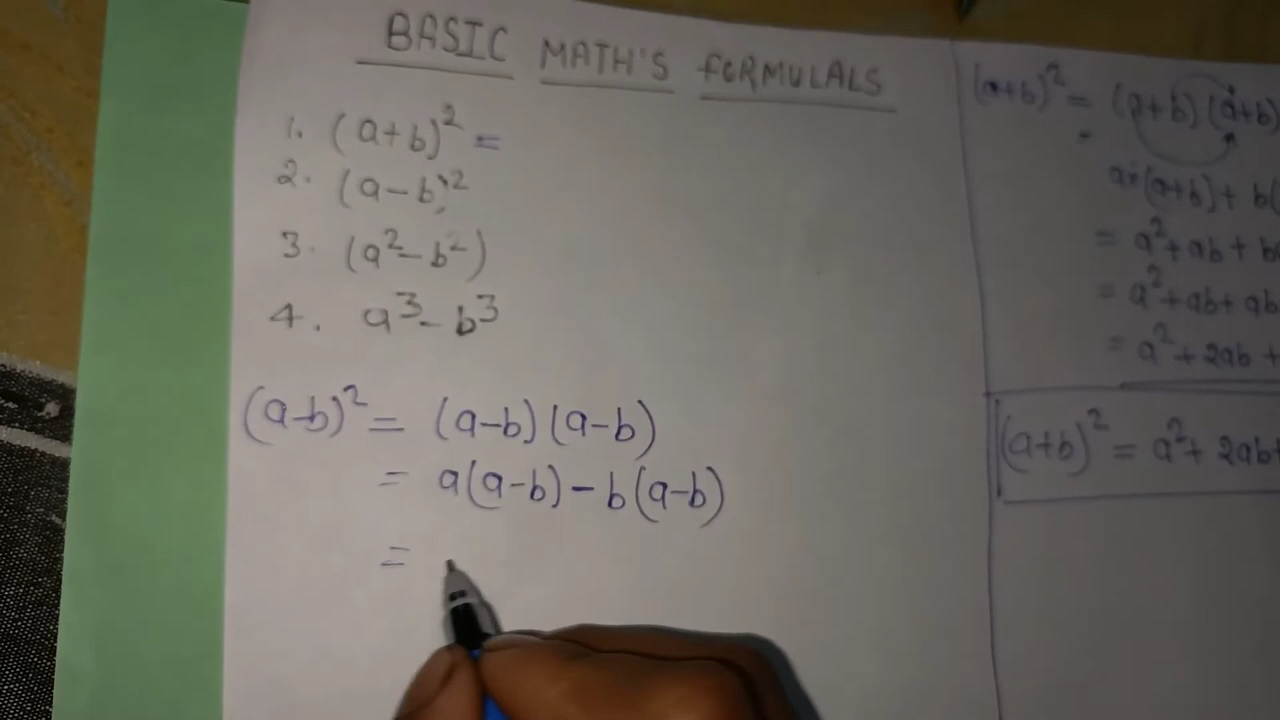 BASIC MATH'S FORMULALS
1. (a+b)² =
2. (a-b)²
3. (a²-b²)
4. a³-b³
(a-b)² = (a-b)(a-b)
= a(a-b) - b(a-b)
=
(a+b)² = (a+b)(a+b)
=
(a+b)+ b(
= a²+ab+b
= a²+ab+ab
= a²+2ab+
(a+b)² = a²+2ab+